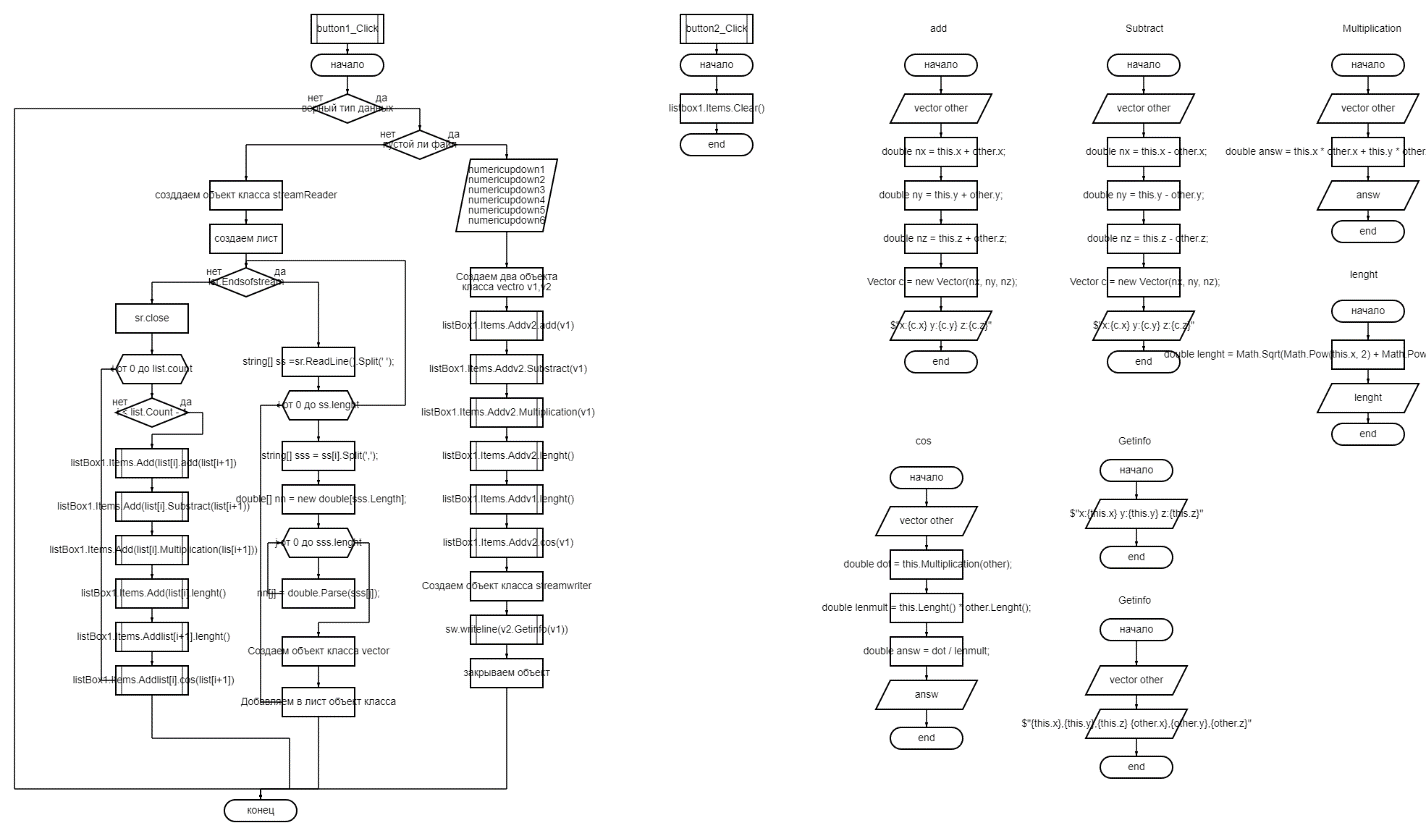 button1_Click
начало
нет
да
верный тип данных
нет
да
пустой ли файл
создддаем объект класса streamReader
создаем лист
нет
да
sr.close
от 0 до list.count
нет
да
listBox1.Items.Add(list[i].add(list[i+1])
listBox1.Items.Add(list[i].Substract(list[i+1))
listBox1.Items.Add(list[i].Multiplication(lis[i+1]))
listBox1.Items.Add(list[i].lenght()
listBox1.Items.Addlist[i+1].lenght()
listBox1.Items.Addlist[i].cos(list[i+1])
string[] ss =sr.ReadLine().Split(' ');
i от 0 до ss.lenght
string[] sss = ss[i].Split(',');
double[] nn = new double[sss.Length];
j от 0 до sss.lenght
nn[j] = double.Parse(sss[j]);
Создаем объект класса vector
Добавляем в лист объект класса
numericupdown1
numericupdown2
numericupdown3
numericupdown4
numericupdown5
numericupdown6
Создаем два объекта
класса vectro v1,v2
listBox1.Items.Addv2.add(v1)
listBox1.Items.Addv2.Substract(v1)
listBox1.Items.Addv2.Multiplication(v1)
listBox1.Items.Addv2.lenght()
listBox1.Items.Addv1.lenght()
listBox1.Items.Addv2.cos(v1)
Создаем объект класса streamwriter
sw.writeline(v2.Getinfo(v1))
закрываем объект
конец
button2_Click
начало
listbox1.Items.Clear()
end
add
начало
vector other
double nx = this.x + other.x;
double ny = this.y + other.y;
double nz = this.z + other.z;
Vector c = new Vector(nx, ny, nz);
$"x:{c.x} y:{c.y} z:{c.z}"
end
Subtract
начало
vector other
double nx = this.x - other.x;
double ny = this.y - other.y;
double nz = this.z - other.z;
Vector c = new Vector(nx, ny, nz);
$"x:{c.x} y:{c.y} z:{c.z}"
end
Multiplication
начало
vector other
double answ = this.x * other.x + this.y * other
answ
end
lenght
начало
double lenght = Math.Sqrt(Math.Pow(this.x, 2) + Math.Pow
lenght
end
cos
начало
vector other
double dot = this.Multiplication(other);
double lenmult = this.Lenght() * other.Lenght();
double answ = dot / lenmult;
answ
end
Getinfo
начало
$"x:{this.x} y:{this.y} z:{this.z}"
end
Getinfo
начало
vector other
$"{this.x},{this.y},{this.z} {other.x},{other.y},{other.z}"
end